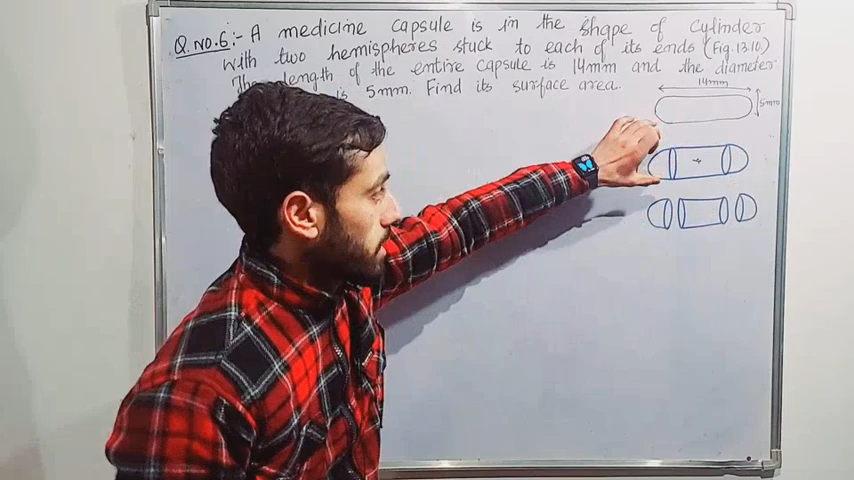 Q.No.6:- A medicine capsule is in the shape of cylinder
with two hemispheres stuck to each of its ends (Fig.13.10)
The length of the entire capsule is 14mm and the diameter
is 5mm. Find its surface area.
14mm
5mm